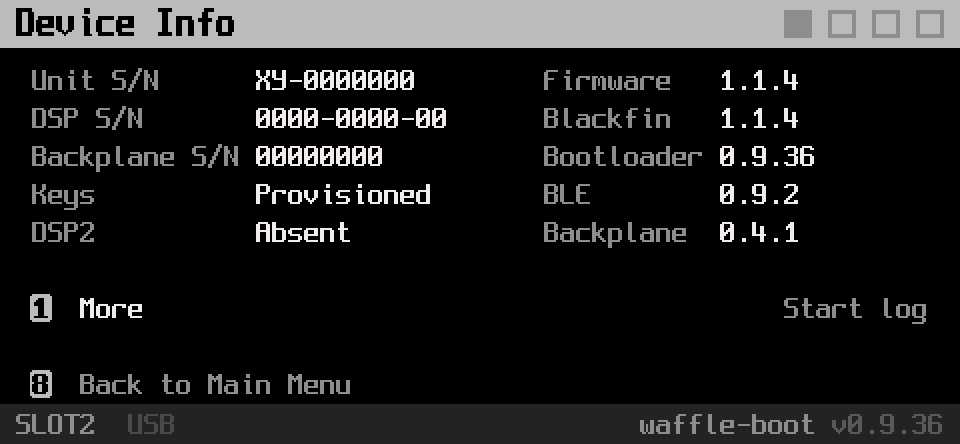 Device Info
Unit S/N XY-0000000 Firmware 1.1.4
DSP S/N 0000-0000-00 Blackfin 1.1.4
Backplane S/N 00000000 Bootloader 0.9.36
Keys Provisioned BLE 0.9.2
DSP2 Absent Backplane 0.4.1
1 More Start log
8 Back to Main Menu
SLOT2 USB waffle-boot v0.9.36